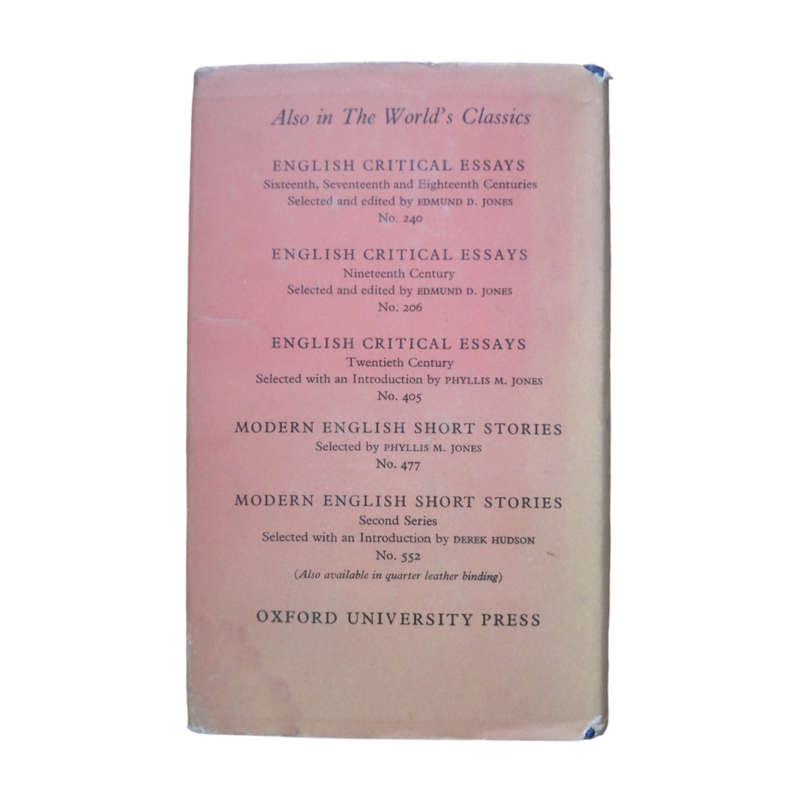 Also in The World's Classics
ENGLISH CRITICAL ESSAYS
Sixteenth, Seventeenth and Eighteenth Centuries
Selected and edited by EDMUND D. JONES
No. 240
ENGLISH CRITICAL ESSAYS
Nineteenth Century
Selected and edited by EDMUND D. JONES
No. 206
ENGLISH CRITICAL ESSAYS
Twentieth Century
Selected with an Introduction by PHYLLIS M. JONES
No. 405
MODERN ENGLISH SHORT STORIES
Selected by PHYLLIS M. JONES
No. 477
MODERN ENGLISH SHORT STORIES
Second Series
Selected with an Introduction by DEREK HUDSON
No. 552
(Also available in quarter leather binding)
OXFORD UNIVERSITY PRESS